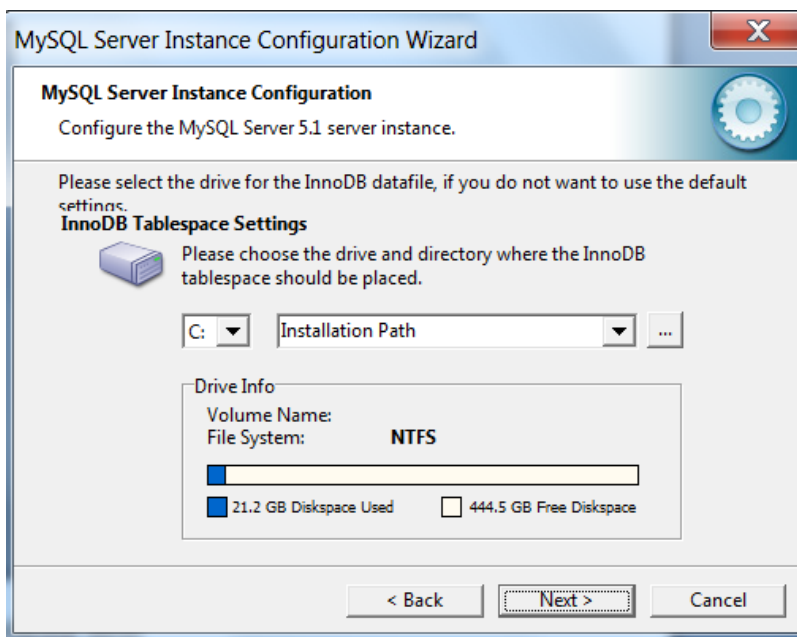 MySQL Server Instance Configuration Wizard
X
MySQL Server Instance Configuration
Configure the MySQL Server 5.1 server instance.
Please select the drive for the InnoDB datafile, if you do not want to use the default
settings.
InnoDB Tablespace Settings
Please choose the drive and directory where the InnoDB
tablespace should be placed.
C: Installation Path ...
Drive Info
Volume Name:
File System: NTFS
21.2 GB Diskspace Used 444.5 GB Free Diskspace
< Back Next > Cancel